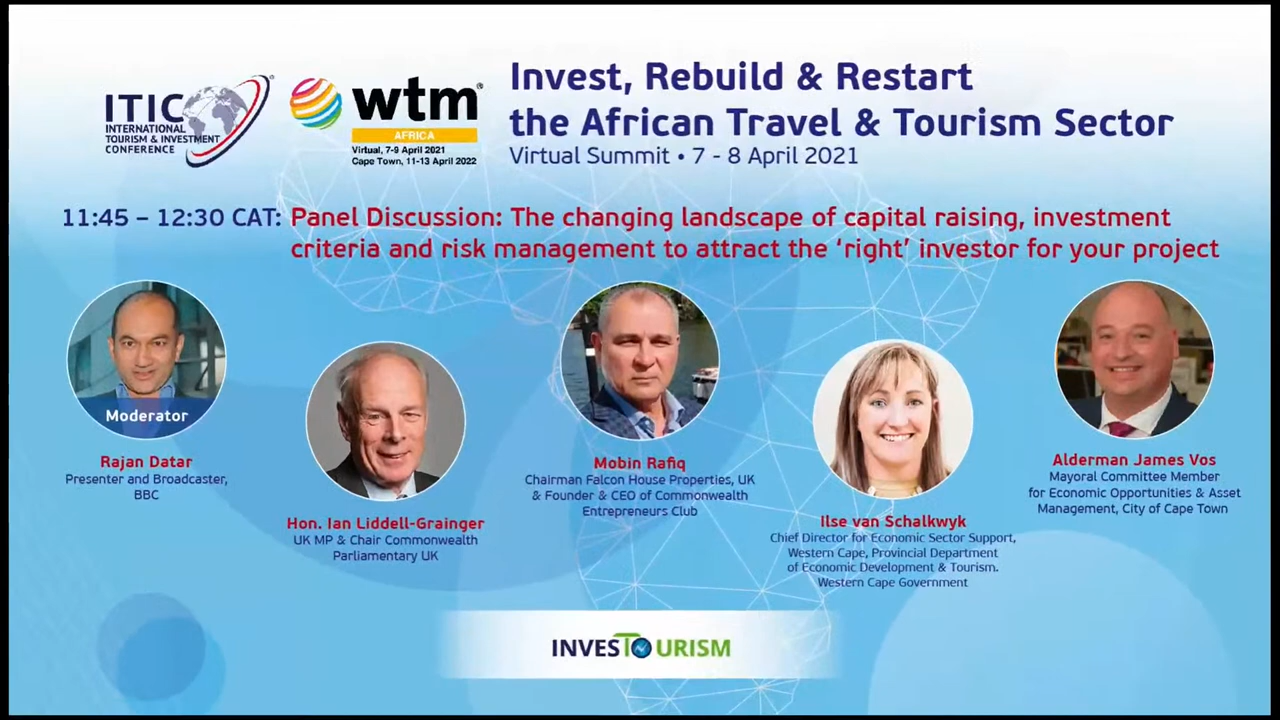 ITIC
INTERNATIONAL
TOURISM & INVESTMENT
CONFERENCE
wtm
AFRICA
Virtual, 7-9 April 2021
Cape Town, 11-13 April 2022
Invest, Rebuild & Restart
the African Travel & Tourism Sector
Virtual Summit • 7 - 8 April 2021
11:45 – 12:30 CAT: Panel Discussion: The changing landscape of capital raising, investment
criteria and risk management to attract the ‘right’ investor for your project
Moderator
Rajan Datar
Presenter and Broadcaster,
BBC
Hon. Ian Liddell-Grainger
UK MP & Chair Commonwealth
Parliamentary UK
Mobin Rafiq
Chairman Falcon House Properties, UK
& Founder & CEO of Commonwealth
Entrepreneurs Club
Ilse van Schalkwyk
Chief Director for Economic Sector Support,
Western Cape, Provincial Department
of Economic Development & Tourism.
Western Cape Government
Alderman James Vos
Mayoral Committee Member
for Economic Opportunities & Asset
Management, City of Cape Town
INVESTOURISM